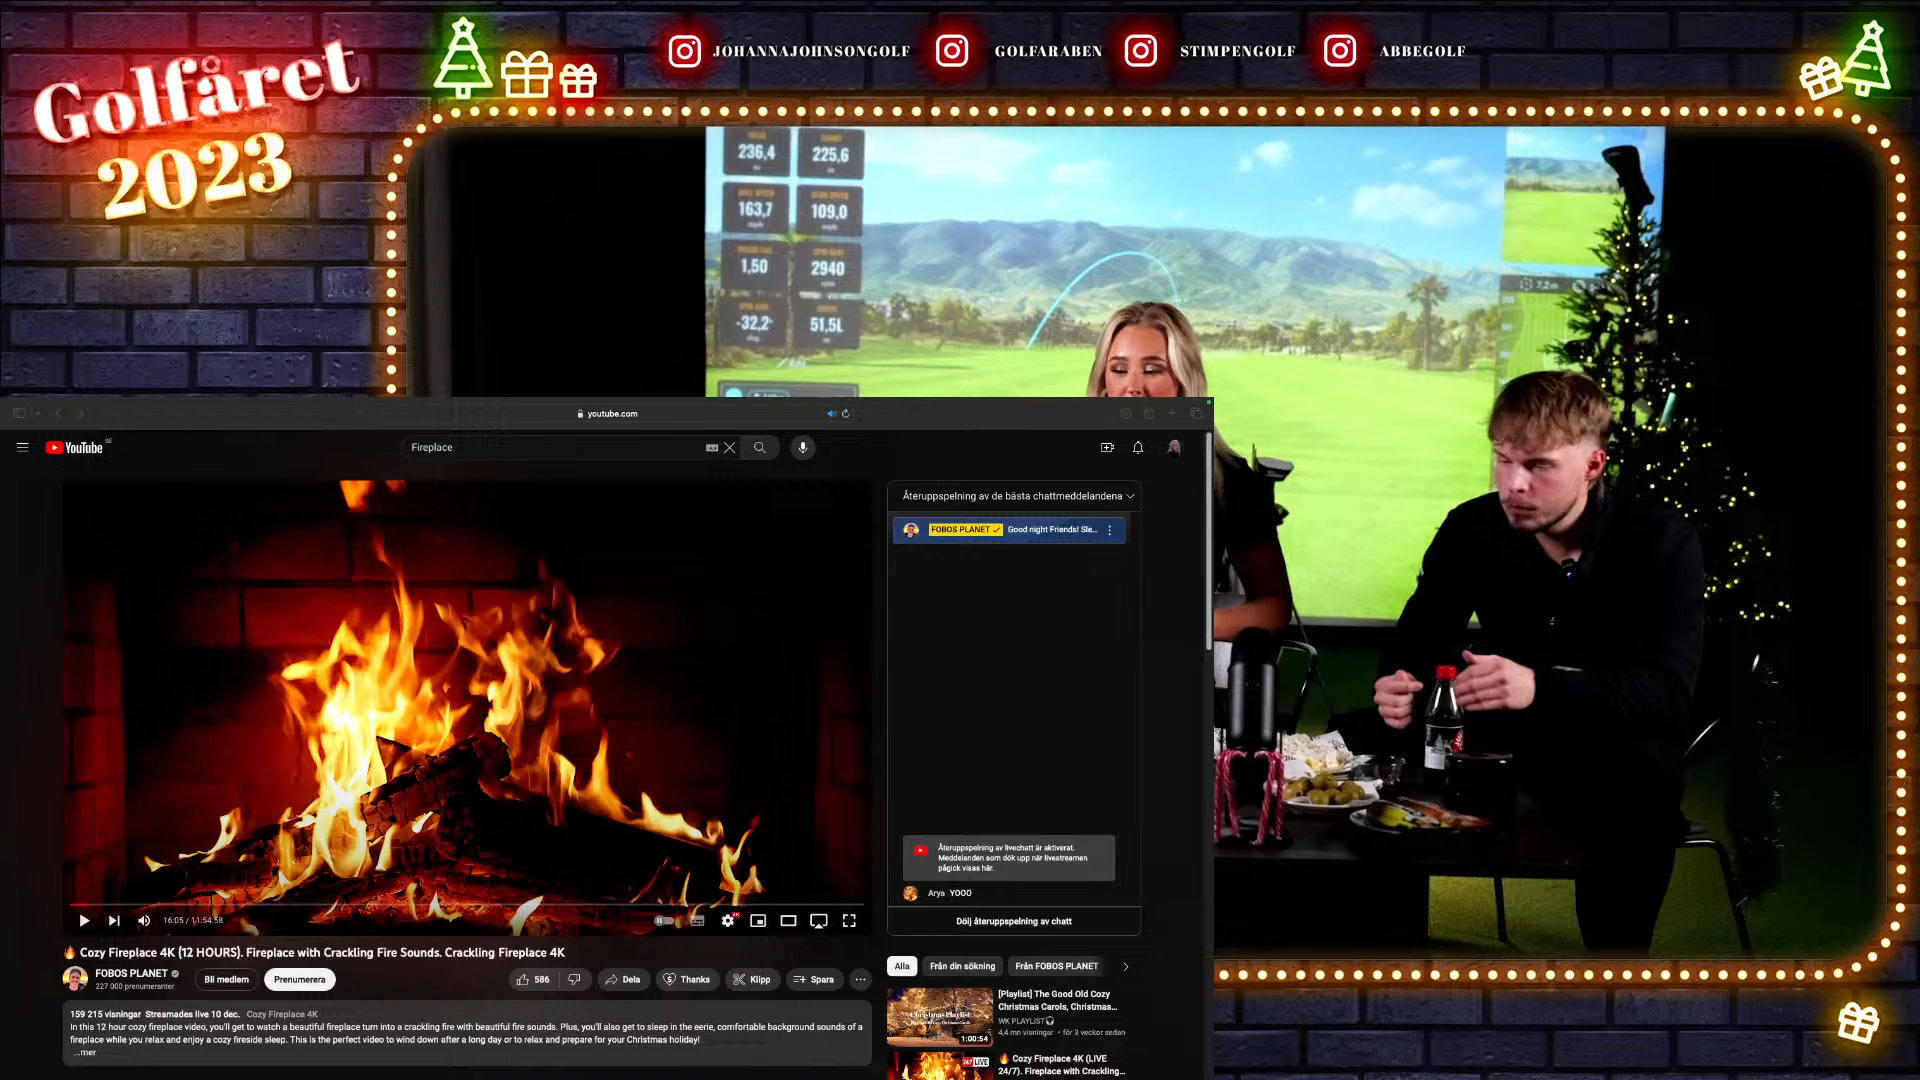 Golfåret
2023
JOHANNAJOHNSONGOLF
GOLFARABEN
STIMPENGOLF
ABBEGOLF
236,4
225,6
163,7
109,0
1,50
2940
-32,2°
51,5L
7,2m
youtube.com
YouTube SE
Fireplace
Återuppspelning av de bästa chattmeddelandena
FOBOS PLANET Good night Friends! Sle...
Återuppspelning av livechatt är aktiverat.
Meddelanden som dök upp när livestreamen
pågick visas här.
Arya YOOO
Dölj återuppspelning av chatt
16:05 / 11:54:58
🔥 Cozy Fireplace 4K (12 HOURS). Fireplace with Crackling Fire Sounds. Crackling Fireplace 4K
FOBOS PLANET
227 000 prenumeranter
Bli medlem
Prenumerera
586
Dela
Thanks
Klipp
Spara
159 215 visningar Streamades live 10 dec. Cozy Fireplace 4K
In this 12 hour cozy fireplace video, you'll get to watch a beautiful fireplace turn into a crackling fire with beautiful fire sounds. Plus, you'll also get to sleep in the eerie, comfortable background sounds of a
fireplace while you relax and enjoy a cozy fireside sleep. This is the perfect video to wind down after a long day or to relax and prepare for your Christmas holiday!
...mer
Alla
Från din sökning
Från FOBOS PLANET
Christmas Playlist
1:00:54
[Playlist] The Good Old Cozy
Christmas Carols, Christmas...
WK PLAYLIST🎧
4,4 mn visningar • för 3 veckor sedan
24/7 LIVE
🔥 Cozy Fireplace 4K (LIVE
24/7). Fireplace with Crackling...